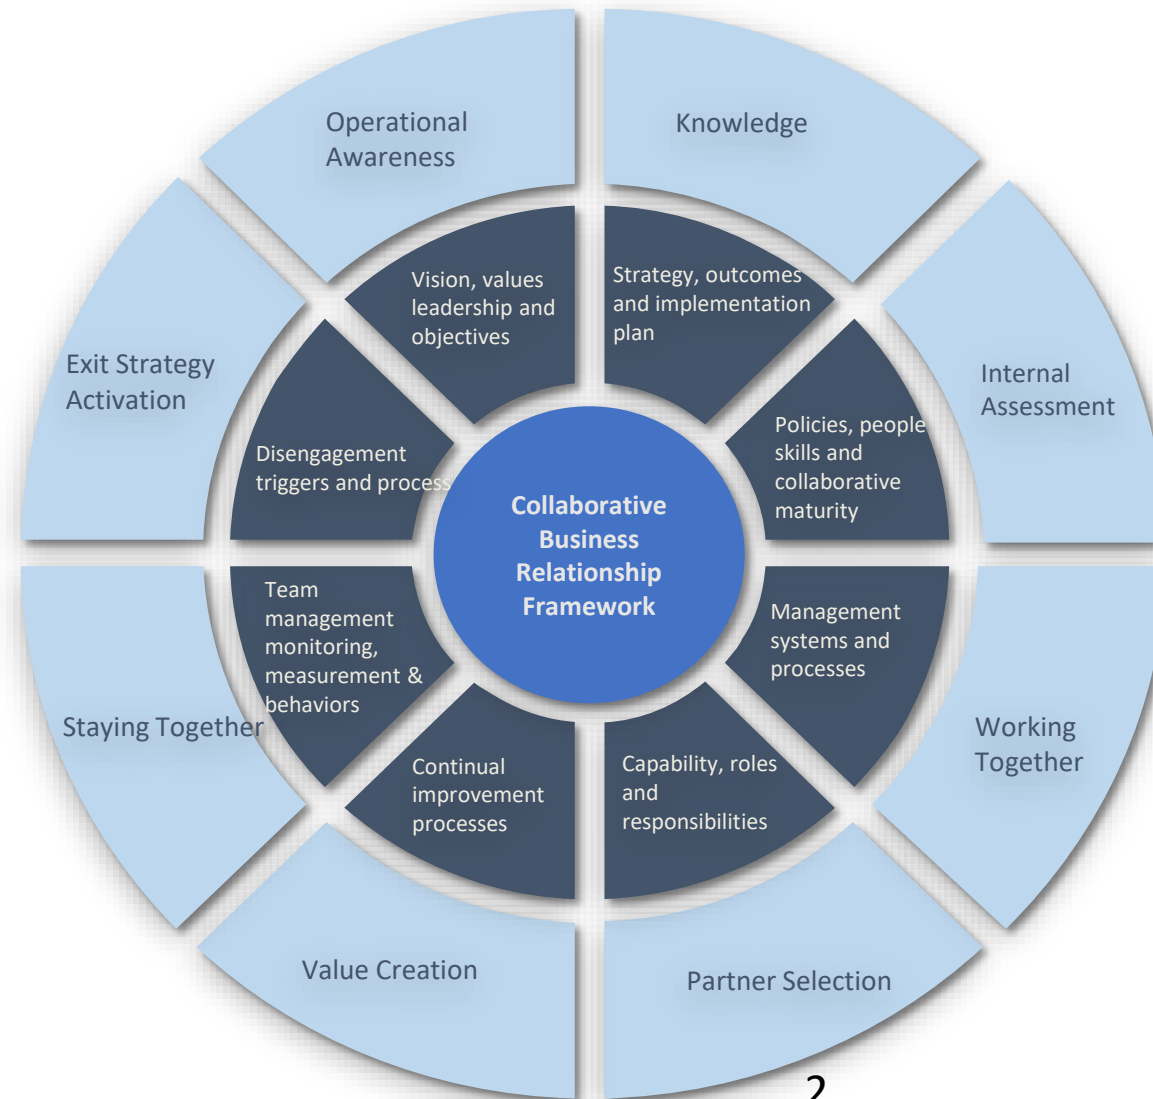 Operational
Awareness
Knowledge
Vision, values
leadership and
objectives
Strategy, outcomes
and implementation
plan
Exit Strategy
Activation
Internal
Assessment
Disengagement
triggers and process
Policies, people
skills and
collaborative
maturity
Collaborative
Business
Relationship
Framework
Team
management
monitoring,
measurement &
behaviors
Management
systems and
processes
Staying Together
Working
Together
Continual
improvement
processes
Capability, roles
and
responsibilities
Value Creation
Partner Selection
2